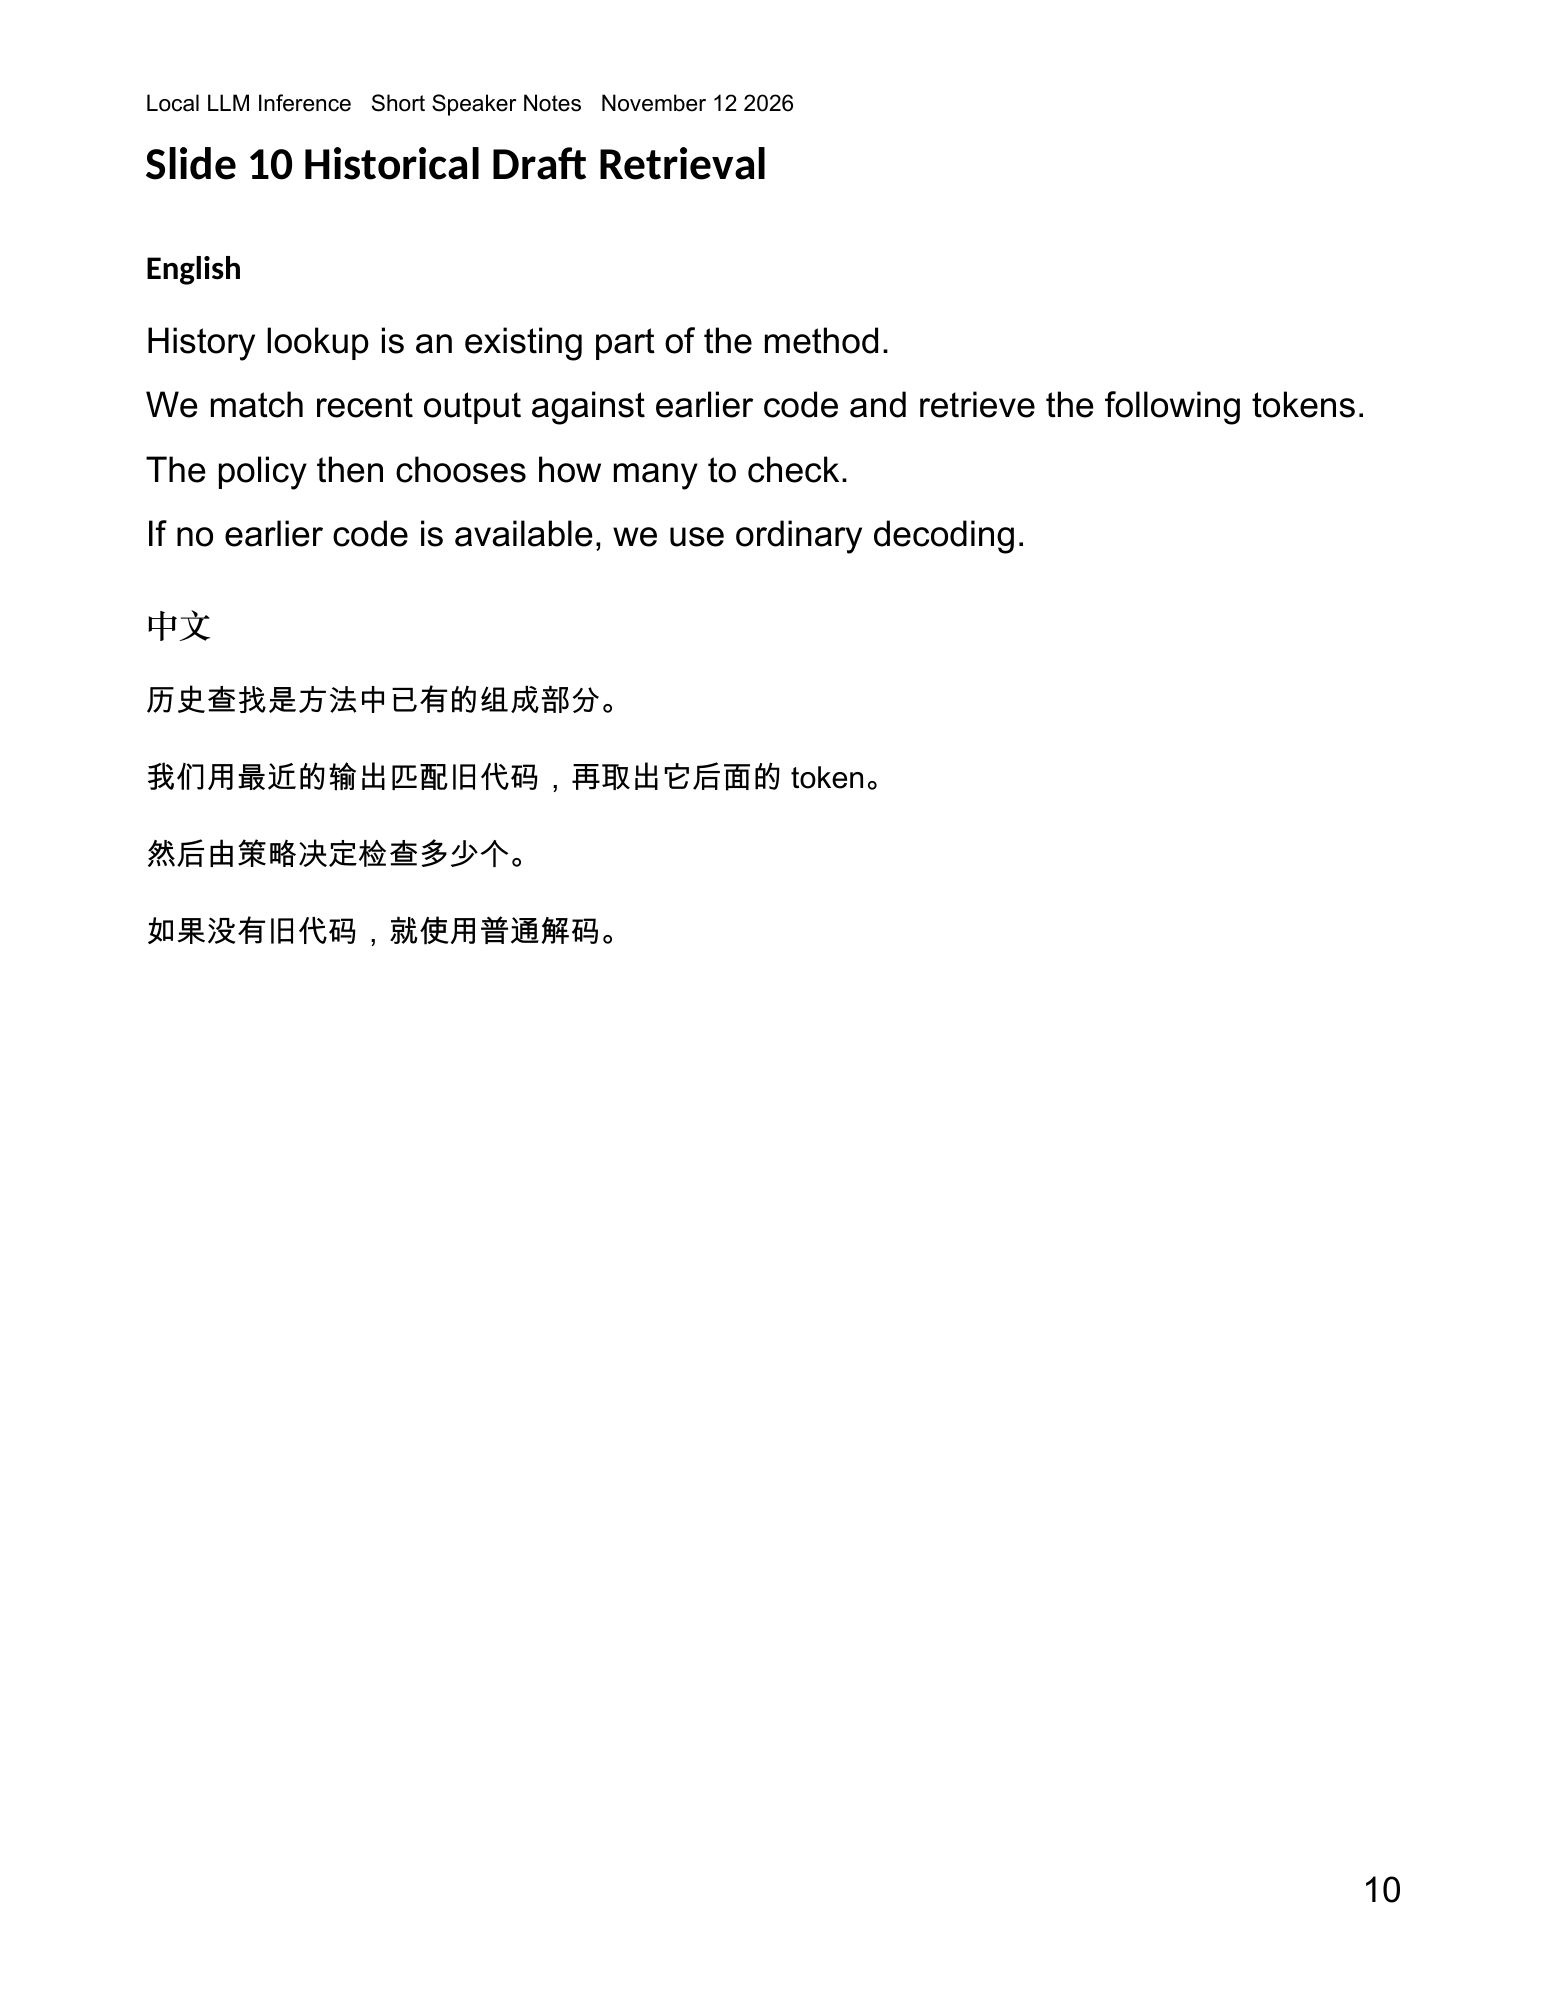 Local LLM Inference Short Speaker Notes November 12 2026
Slide 10 Historical Draft Retrieval
English
History lookup is an existing part of the method.
We match recent output against earlier code and retrieve the following tokens.
The policy then chooses how many to check.
If no earlier code is available, we use ordinary decoding.
中文
历史查找是方法中已有的组成部分。
我们用最近的输出匹配旧代码，再取出它后面的 token。
然后由策略决定检查多少个。
如果没有旧代码，就使用普通解码。
10